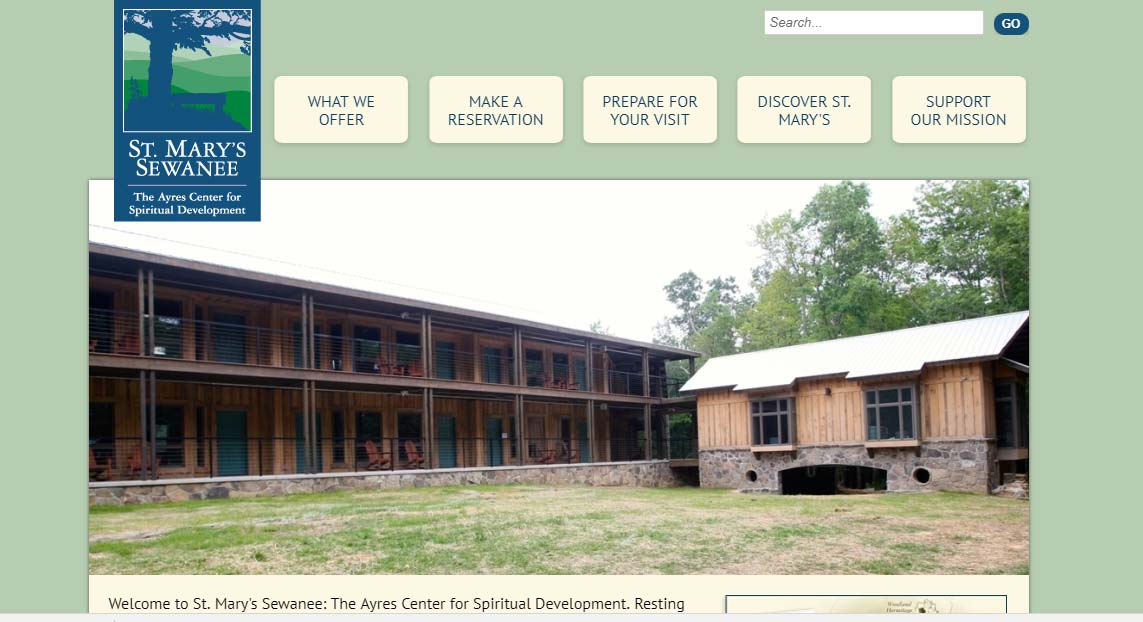 Search...
GO
ST. MARY'S
SEWANEE
The Ayres Center for
Spiritual Development
WHAT WE
OFFER
MAKE A
RESERVATION
PREPARE FOR
YOUR VISIT
DISCOVER ST.
MARY'S
SUPPORT
OUR MISSION
Welcome to St. Mary's Sewanee: The Ayres Center for Spiritual Development. Resting
Woodland
Hermitage